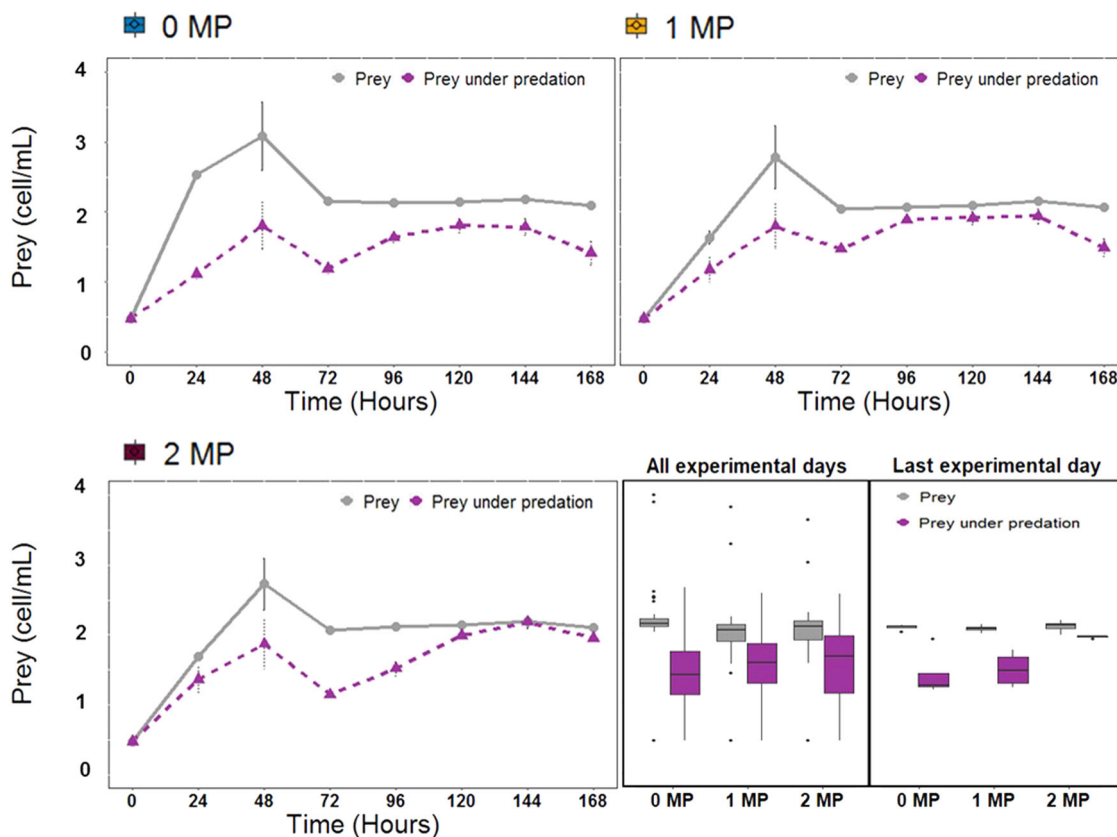 0 MP
1 MP
Prey (cell/mL)
4
3
2
1
0
Prey Prey under predation
0 24 48 72 96 120 144 168
Time (Hours)
Prey Prey under predation
0 24 48 72 96 120 144 168
Time (Hours)
2 MP
Prey (cell/mL)
4
3
2
1
0
Prey Prey under predation
0 24 48 72 96 120 144 168
Time (Hours)
All experimental days
0 MP 1 MP 2 MP
Last experimental day
Prey
Prey under predation
0 MP 1 MP 2 MP